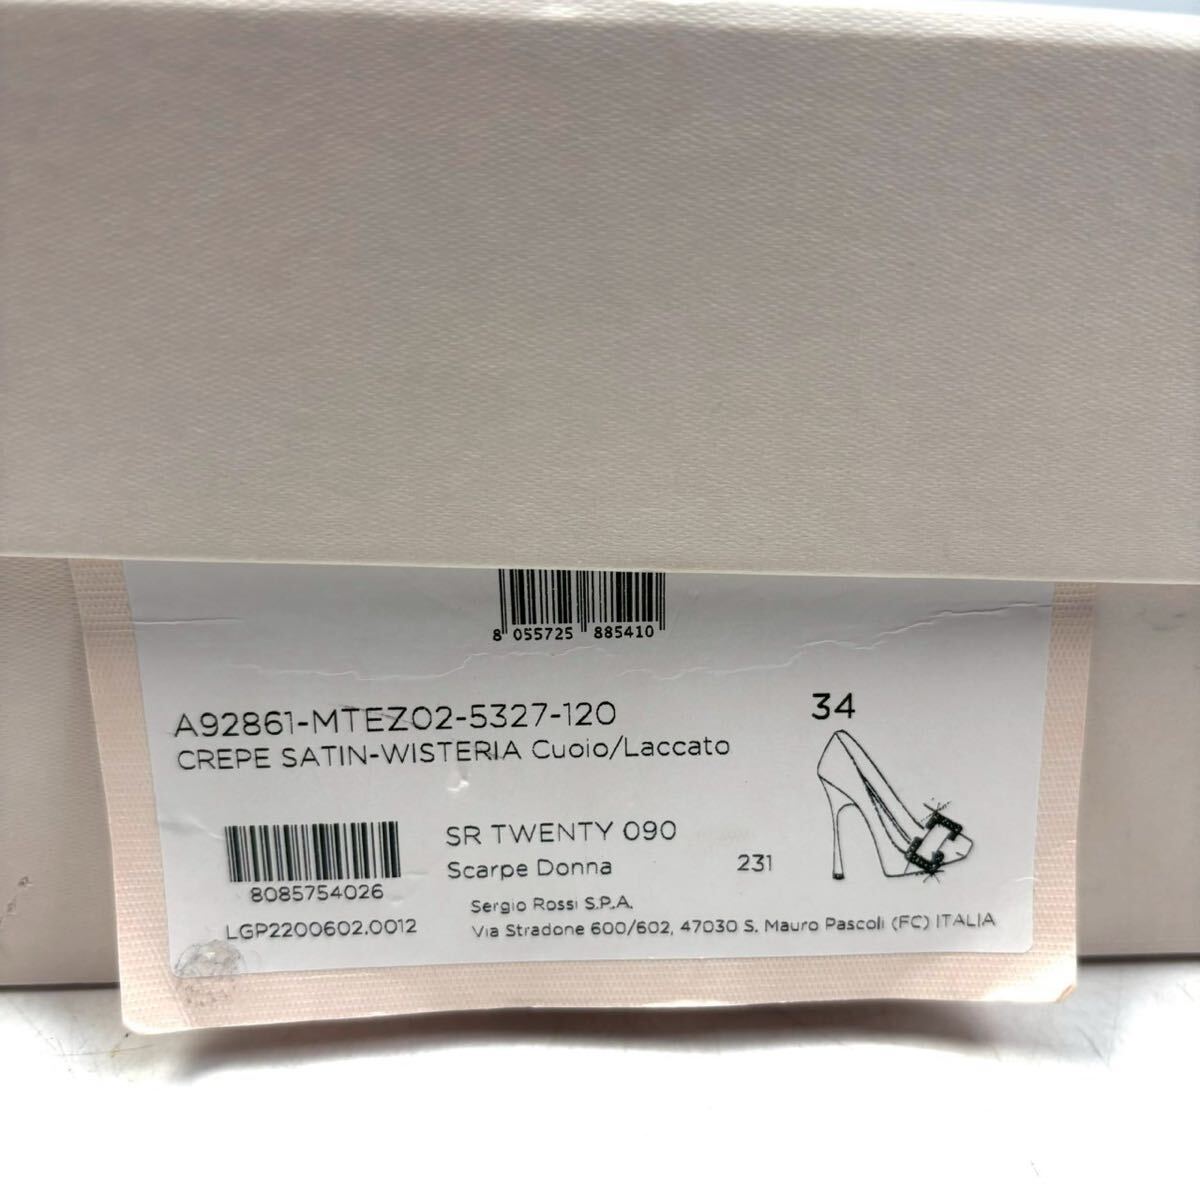 8 055725 885410
A92861-MTEZ02-5327-120
34
CREPE SATIN-WISTERIA Cuoio/Laccato
SR TWENTY 090
Scarpe Donna
231
8085754026
LGP2200602.0012
Sergio Rossi S.P.A.
Via Stradone 600/602, 47030 S. Mauro Pascoli (FC) ITALIA